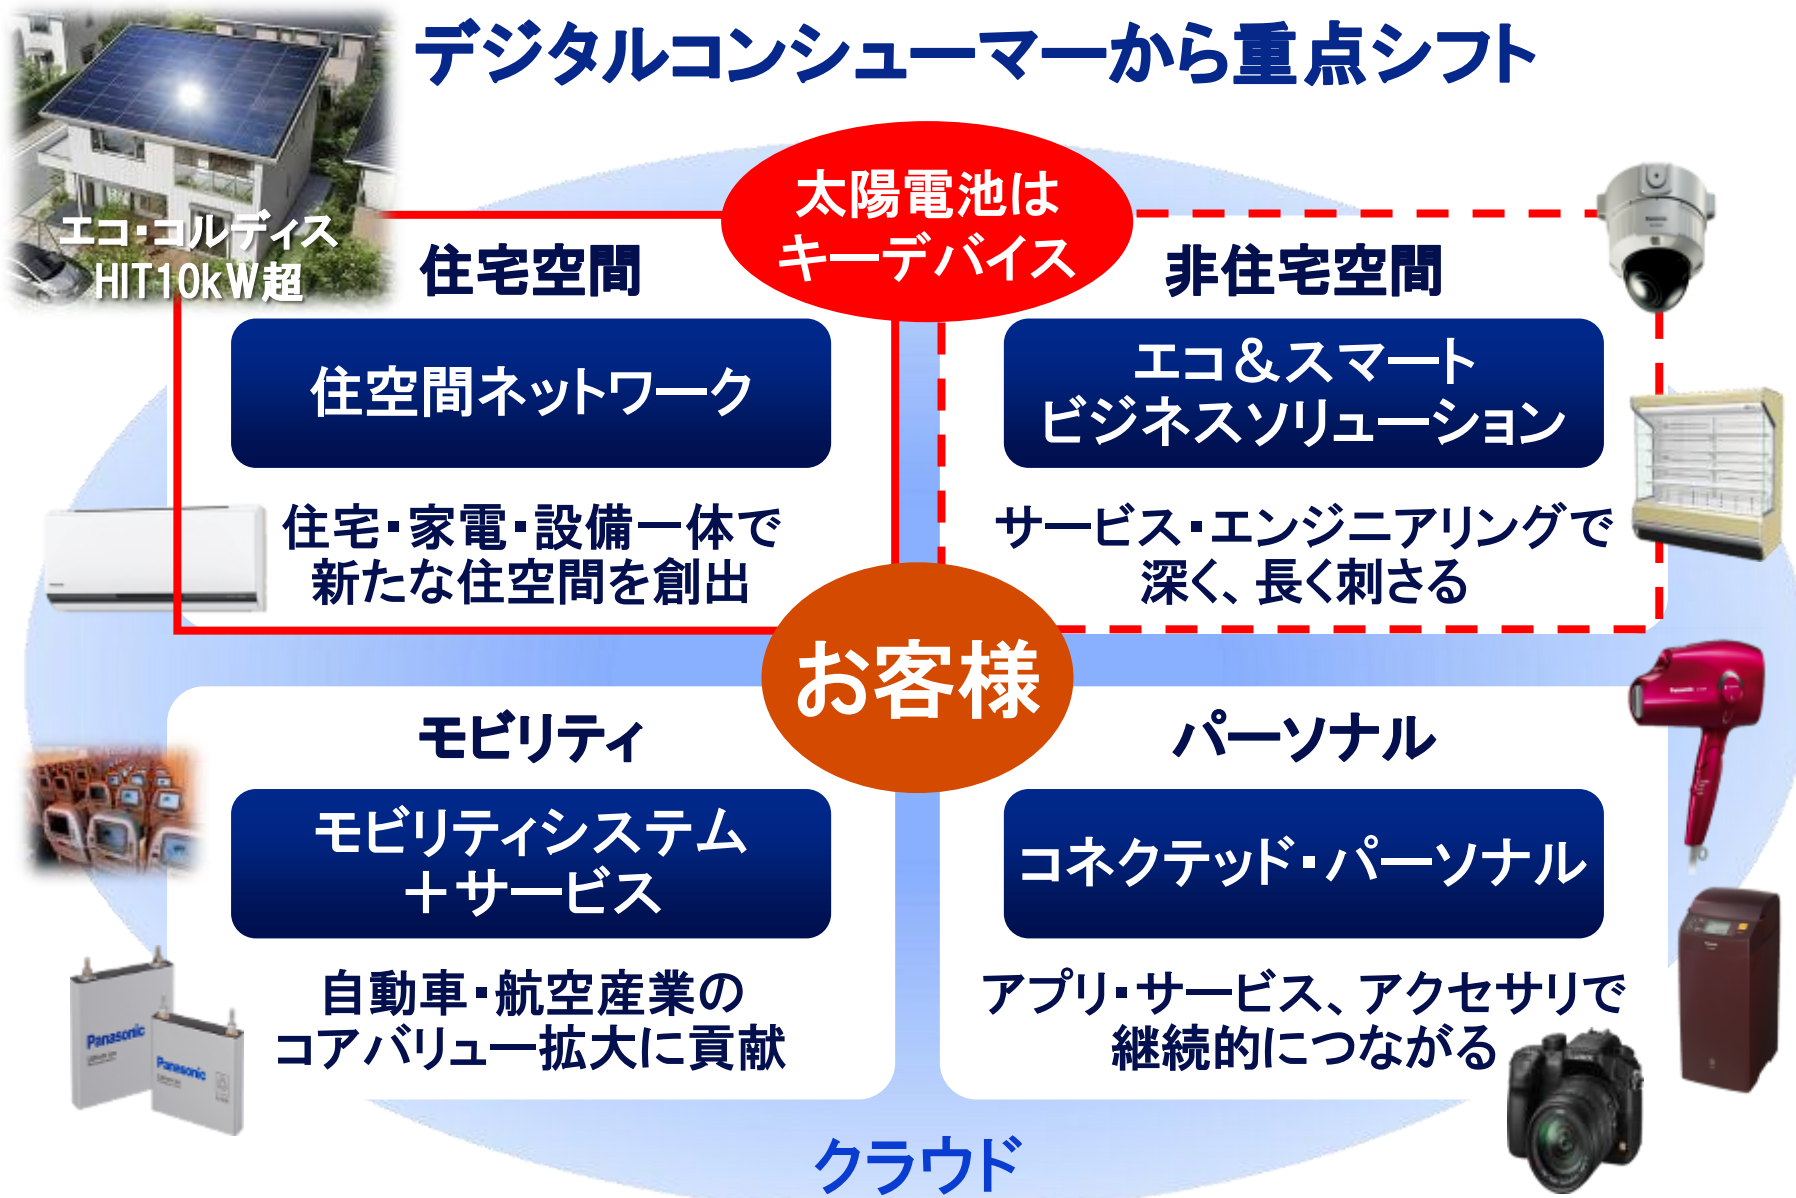 デジタルコンシューマーから重点シフト
太陽電池は
キーデバイス
エコ・コルディス
HIT10kW超
住宅空間
住空間ネットワーク
住宅・家電・設備一体で
新たな住空間を創出
非住宅空間
エコ＆スマート
ビジネスソリューション
サービス・エンジニアリングで
深く、長く刺さる
お客様
モビリティ
モビリティシステム
＋サービス
自動車・航空産業の
コアバリュー拡大に貢献
Panasonic
Panasonic
パーソナル
コネクテッド・パーソナル
アプリ・サービス、アクセサリで
継続的につながる
Panasonic
クラウド